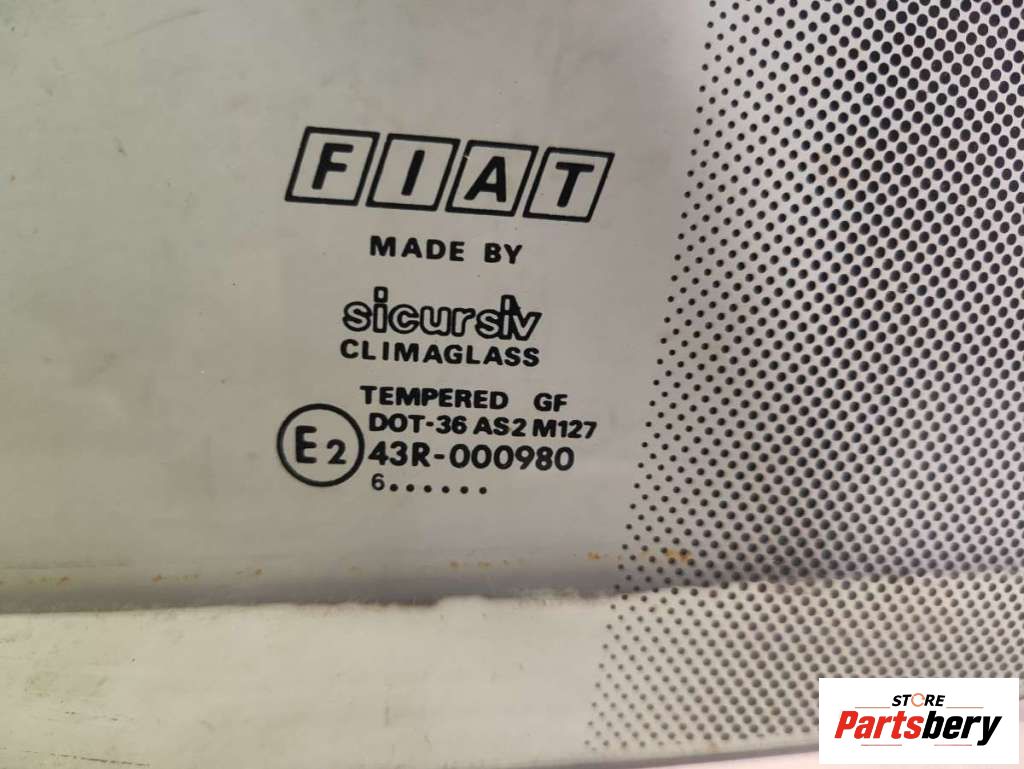 FIAT
MADE BY
sicursiv
CLIMAGLASS
TEMPERED GF
DOT-36 AS2 M127
E2
43R-000980
6......
STORE
Partsbery